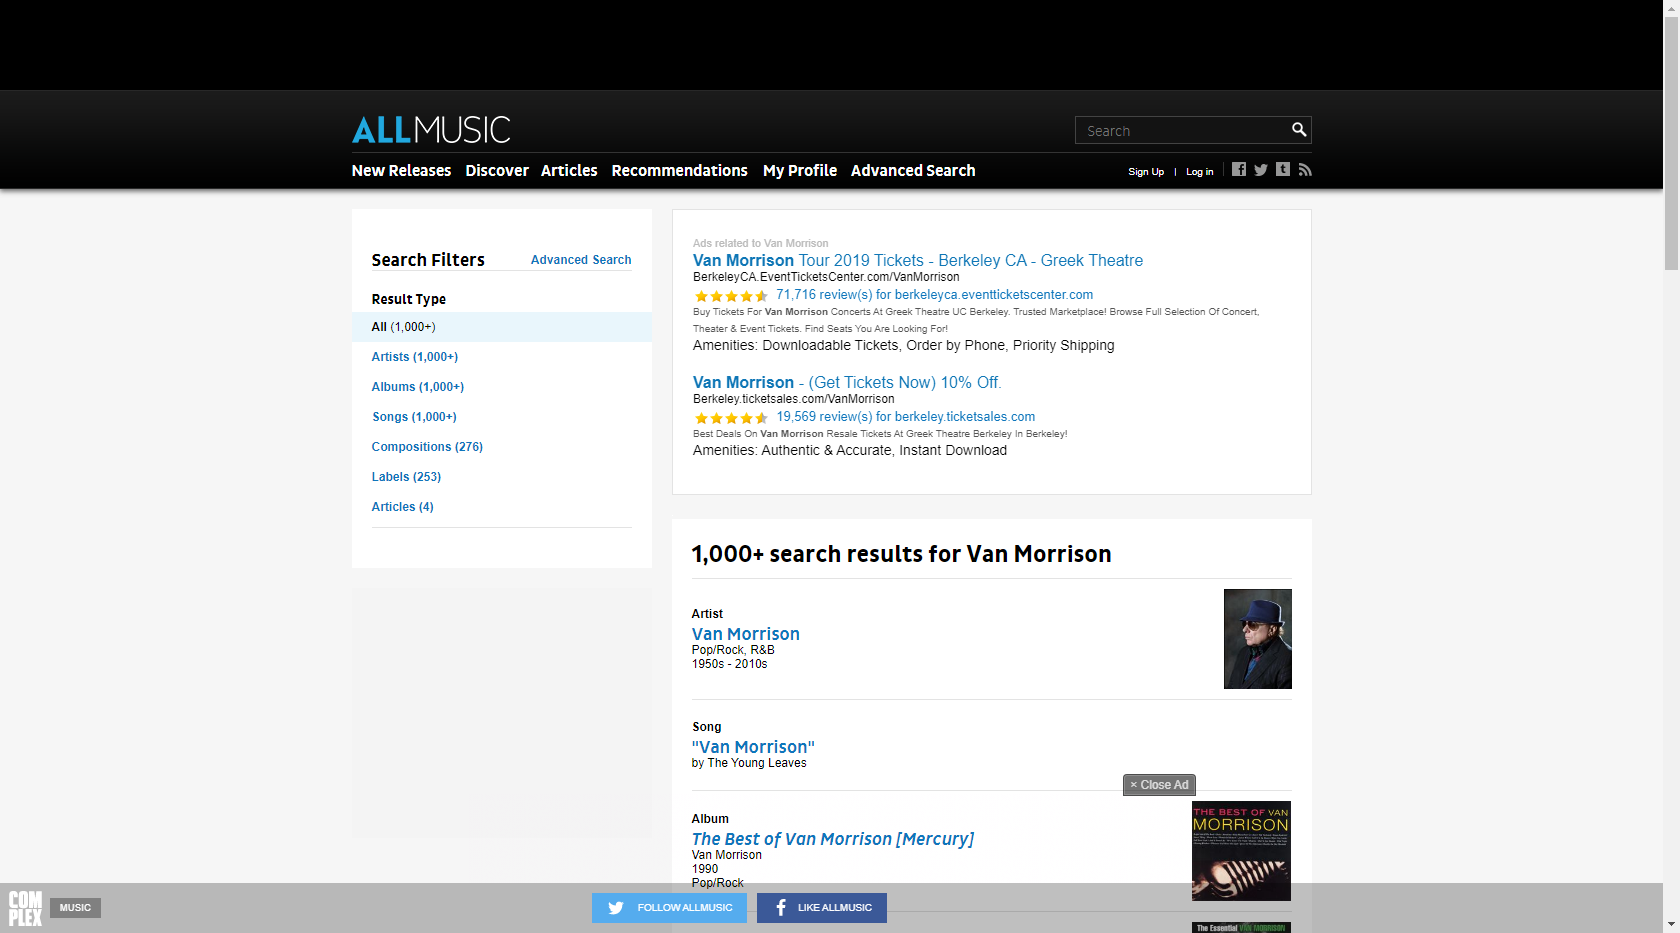 ALLMUSIC
Search
New Releases Discover Articles Recommendations My Profile Advanced Search
Sign Up | Log in
Search Filters
Advanced Search
Result Type
All (1,000+)
Artists (1,000+)
Albums (1,000+)
Songs (1,000+)
Compositions (276)
Labels (253)
Articles (4)
Ads related to Van Morrison
Van Morrison Tour 2019 Tickets - Berkeley CA - Greek Theatre
BerkeleyCA.EventTicketsCenter.com/VanMorrison
71,716 review(s) for berkeleyca.eventticketscenter.com
Buy Tickets For Van Morrison Concerts At Greek Theatre UC Berkeley. Trusted Marketplace! Browse Full Selection Of Concert,
Theater & Event Tickets. Find Seats You Are Looking For!
Amenities: Downloadable Tickets, Order by Phone, Priority Shipping
Van Morrison - (Get Tickets Now) 10% Off.
Berkeley.ticketsales.com/VanMorrison
19,569 review(s) for berkeley.ticketsales.com
Best Deals On Van Morrison Resale Tickets At Greek Theatre Berkeley In Berkeley!
Amenities: Authentic & Accurate, Instant Download
1,000+ search results for Van Morrison
Artist
Van Morrison
Pop/Rock, R&B
1950s - 2010s
Song
"Van Morrison"
by The Young Leaves
× Close Ad
Album
The Best of Van Morrison [Mercury]
Van Morrison
1990
Pop/Rock
THE BEST OF VAN
MORRISON
COM
PLEX
MUSIC
FOLLOW ALLMUSIC
LIKE ALLMUSIC
The Essential VAN MORRISON